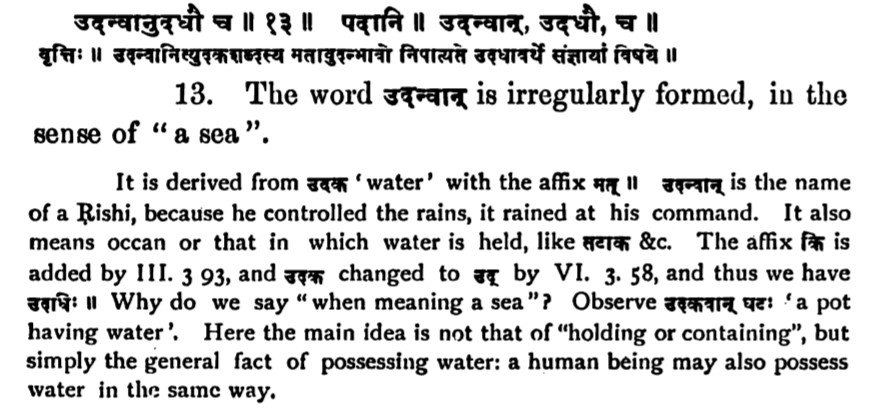 उदन्वानुदधौ च ॥ १३ ॥ पदानि ॥ उदन्वान्, उदधौ, च ॥
वृत्तिः ॥ उदन्वानित्युदकशब्दस्य मतावुदन्भावो निपात्यते उदधावर्थे संज्ञायां विषये ॥
13. The word उदन्वान् is irregularly formed, in the
sense of “a sea”.
It is derived from उदक ‘water’ with the affix मत् ॥ उदन्वान् is the name
of a Ṛishi, because he controlled the rains, it rained at his command. It also
means occan or that in which water is held, like तटाक &c. The affix कि is
added by III. 3 93, and उदक changed to उद् by VI. 3. 58, and thus we have
उदधिः ॥ Why do we say “when meaning a sea”? Observe उदकवान् घटः ‘a pot
having water’. Here the main idea is not that of “holding or containing”, but
simply the general fact of possessing water: a human being may also possess
water in the same way.